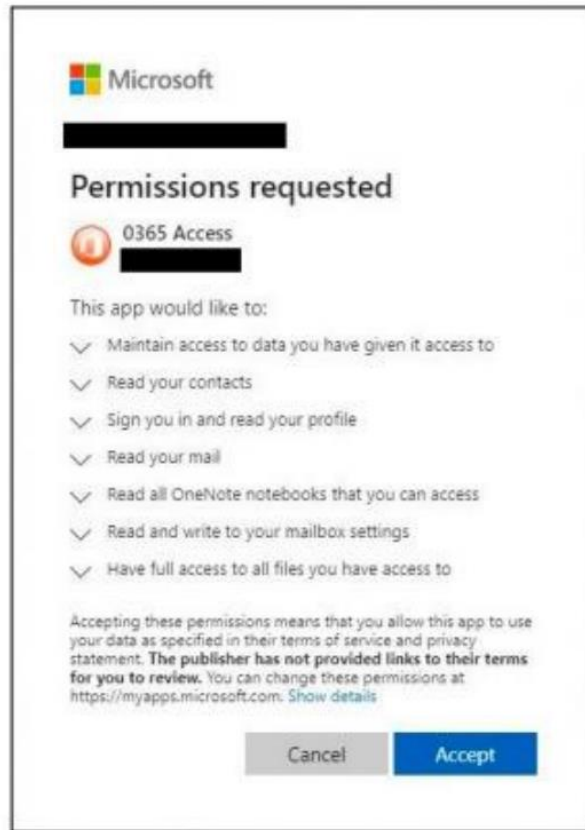 Microsoft
Permissions requested
0365 Access
This app would like to:
Maintain access to data you have given it access to
Read your contacts
Sign you in and read your profile
Read your mail
Read all OneNote notebooks that you can access
Read and write to your mailbox settings
Have full access to all files you have access to
Accepting these permissions means that you allow this app to use
your data as specified in their terms of service and privacy
statement. The publisher has not provided links to their terms
for you to review. You can change these permissions at
https://myapps.microsoft.com. Show details
Cancel
Accept